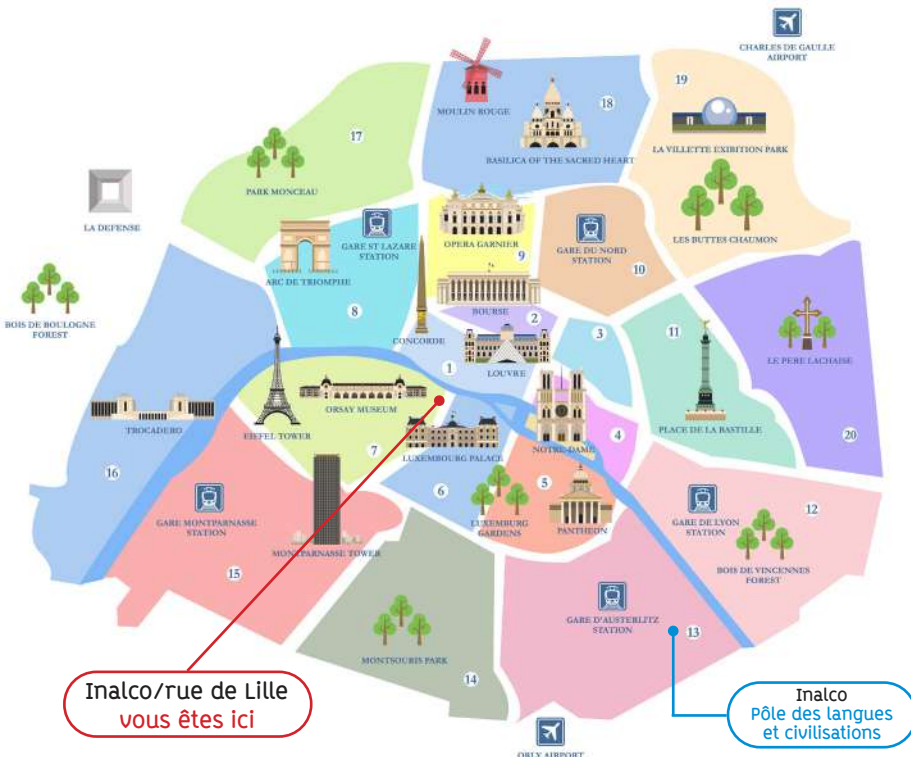 CHARLES DE GAULLE
AIRPORT
19
MOULIN ROUGE
18
BASILICA OF THE SACRED HEART
LA VILLETTE EXIBITION PARK
17
PARK MONCEAU
LA DEFENSE
GARE ST LAZARE
STATION
OPERA GARNIER
9
GARE DU NORD
STATION
10
LES BUTTES CHAUMON
ARC DE TRIOMPHE
8
BOIS DE BOULOGNE
FOREST
CONCORDE
BOURSE
2
3
11
LE PERE LACHAISE
1
LOUVRE
TROCADERO
16
EIFFEL TOWER
ORSAY MUSEUM
7
LUXEMBOURG PALACE
6
NOTRE-DAME
4
PLACE DE LA BASTILLE
20
5
LUXEMBURG
GARDENS
PANTHEON
GARE MONTPARNASSE
STATION
MONTPARNASSE TOWER
15
GARE DE LYON
STATION
12
BOIS DE VINCENNES
FOREST
MONTSOURIS PARK
14
GARE D'AUSTERLITZ
STATION
13
Inalco/rue de Lille
vous êtes ici
Inalco
Pôle des langues
et civilisations
ORLY AIRPORT